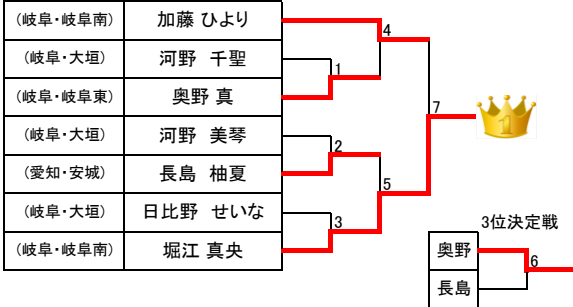 (岐阜・岐阜南) 加藤 ひより
(岐阜・大垣) 河野 千聖
(岐阜・岐阜東) 奥野 真
(岐阜・大垣) 河野 美琴
(愛知・安城) 長島 柚夏
(岐阜・大垣) 日比野 せいな
(岐阜・岐阜南) 堀江 真央
1
2
3
4
5
7
1
3位決定戦
奥野
長島
6